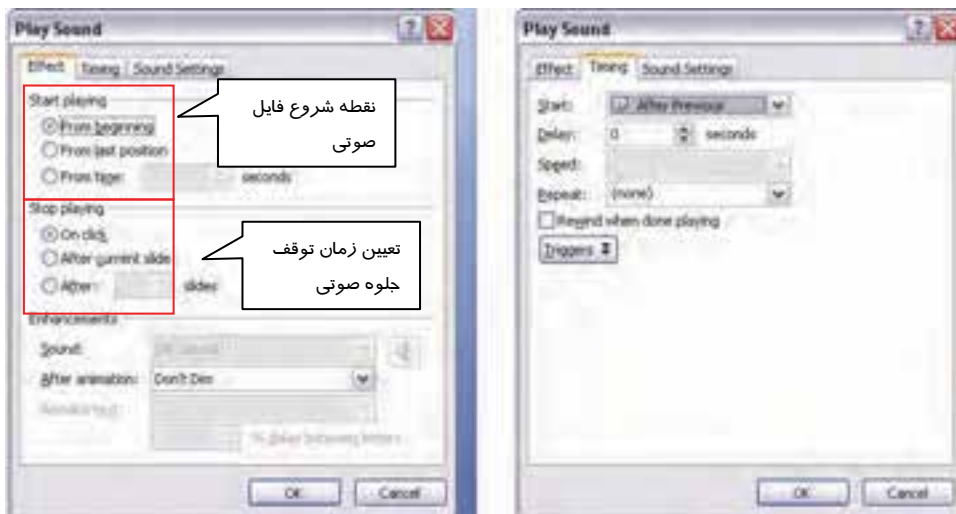 Play Sound
Effect Timing Sound Settings
Start playing
From beginning
From last position
From time: seconds
نقطه شروع فایل
صوتی
Stop playing
On click
After current slide
After: slides
تعیین زمان توقف
جلوه صوتی
Enhancements
Sound:
After animation: Don't Dim
% delay between letters
OK Cancel
Play Sound
Effect Timing Sound Settings
Start: After Previous
Delay: 0 seconds
Speed:
Repeat: (none)
Rewind when done playing
Triggers
OK Cancel